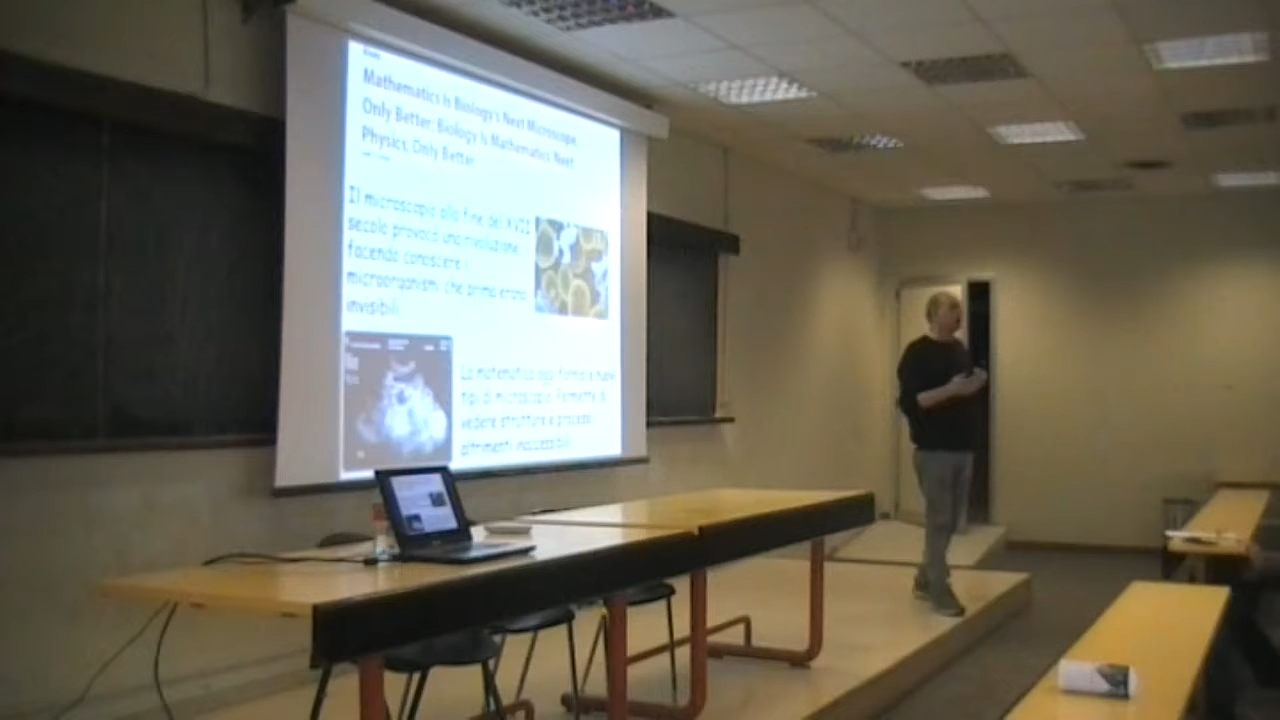 Mathematics Is Biology's Next Microscope,
Only Better; Biology Is Mathematics' Next
Physics, Only Better
Il microscopio alla fine del XVII
secolo provocò una rivoluzione
facendo conoscere i
microorganismi che prima erano
invisibili.
La matematica oggi fornisce nuovi
tipi di microscopio. Permette di
vedere strutture e processi
altrimenti inaccessibili.